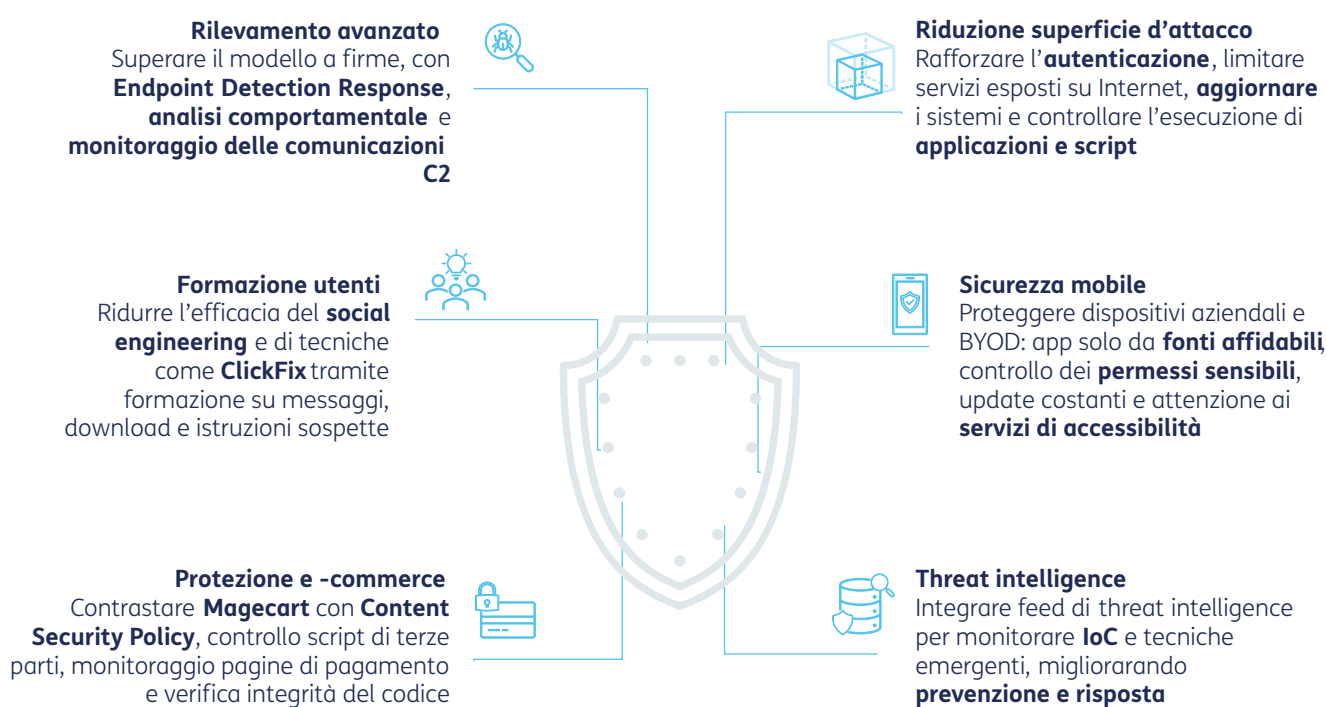 Rilevamento avanzato
Superare il modello a firme, con
Endpoint Detection Response,
analisi comportamentale e
monitoraggio delle comunicazioni
C2
Riduzione superficie d’attacco
Rafforzare l’autenticazione, limitare
servizi esposti su Internet, aggiornare
i sistemi e controllare l’esecuzione di
applicazioni e script
Formazione utenti
Ridurre l’efficacia del social
engineering e di tecniche
come ClickFix tramite
formazione su messaggi,
download e istruzioni sospette
Sicurezza mobile
Proteggere dispositivi aziendali e
BYOD: app solo da fonti affidabili,
controllo dei permessi sensibili,
update costanti e attenzione ai
servizi di accessibilità
Protezione e -commerce
Contrastare Magecart con Content
Security Policy, controllo script di terze
parti, monitoraggio pagine di pagamento
e verifica integrità del codice
Threat intelligence
Integrare feed di threat intelligence
per monitorare IoC e tecniche
emergenti, migliorarando
prevenzione e risposta